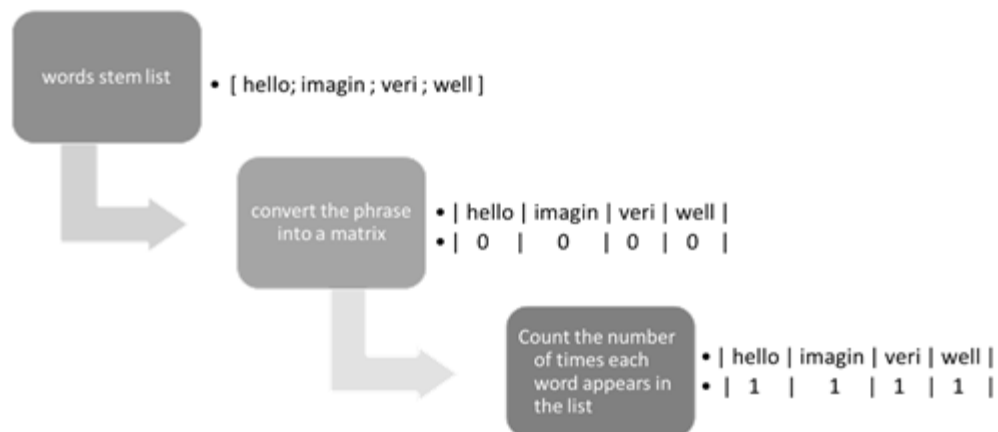 words stem list
• [ hello; imagin ; veri ; well ]
convert the phrase
into a matrix
• | hello | imagin | veri | well |
• | 0 | 0 | 0 | 0 |
Count the number
of times each
word appears in
the list
• | hello | imagin | veri | well |
• | 1 | 1 | 1 | 1 |